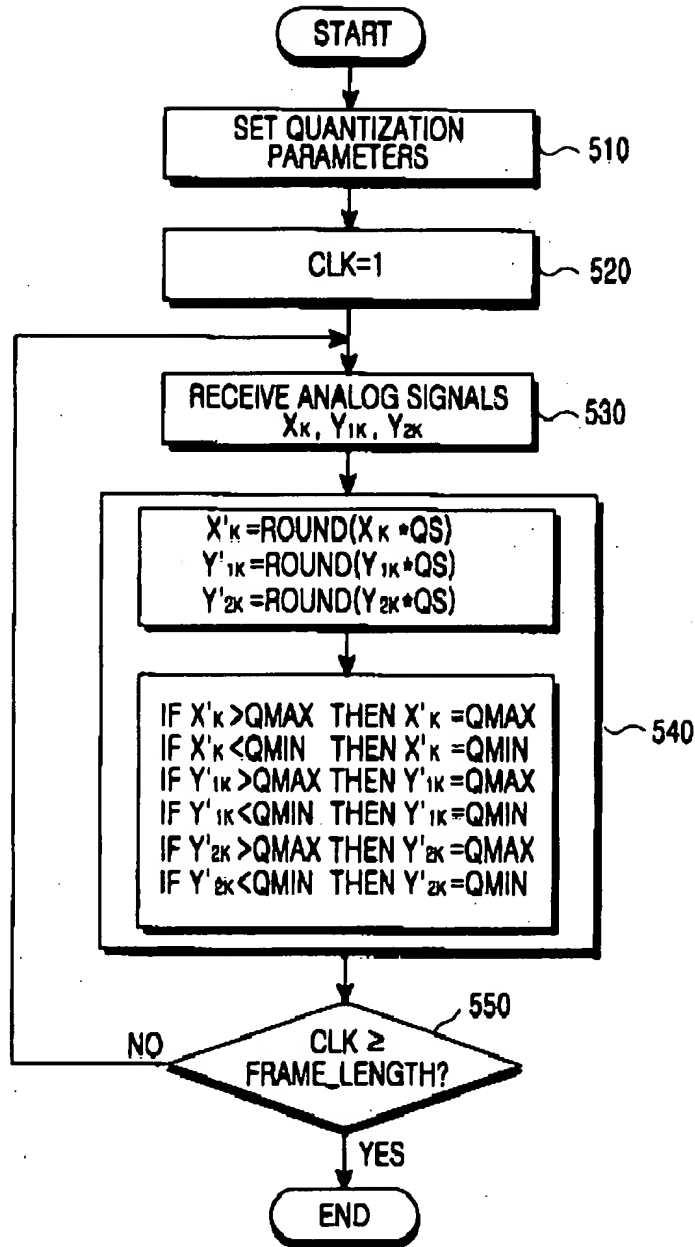 START
SET QUANTIZATION
PARAMETERS
510
CLK=1
520
RECEIVE ANALOG SIGNALS
XK, Y1K, Y2K
530
X'K=ROUND(XK*QS)
Y'1K=ROUND(Y1K*QS)
Y'2K=ROUND(Y2K*QS)
IF X'K>QMAX THEN X'K=QMAX
IF X'K<QMIN THEN X'K=QMIN
IF Y'1K>QMAX THEN Y'1K=QMAX
IF Y'1K<QMIN THEN Y'1K=QMIN
IF Y'2K>QMAX THEN Y'2K=QMAX
IF Y'2K<QMIN THEN Y'2K=QMIN
540
550
CLK ≥
FRAME_LENGTH?
NO
YES
END